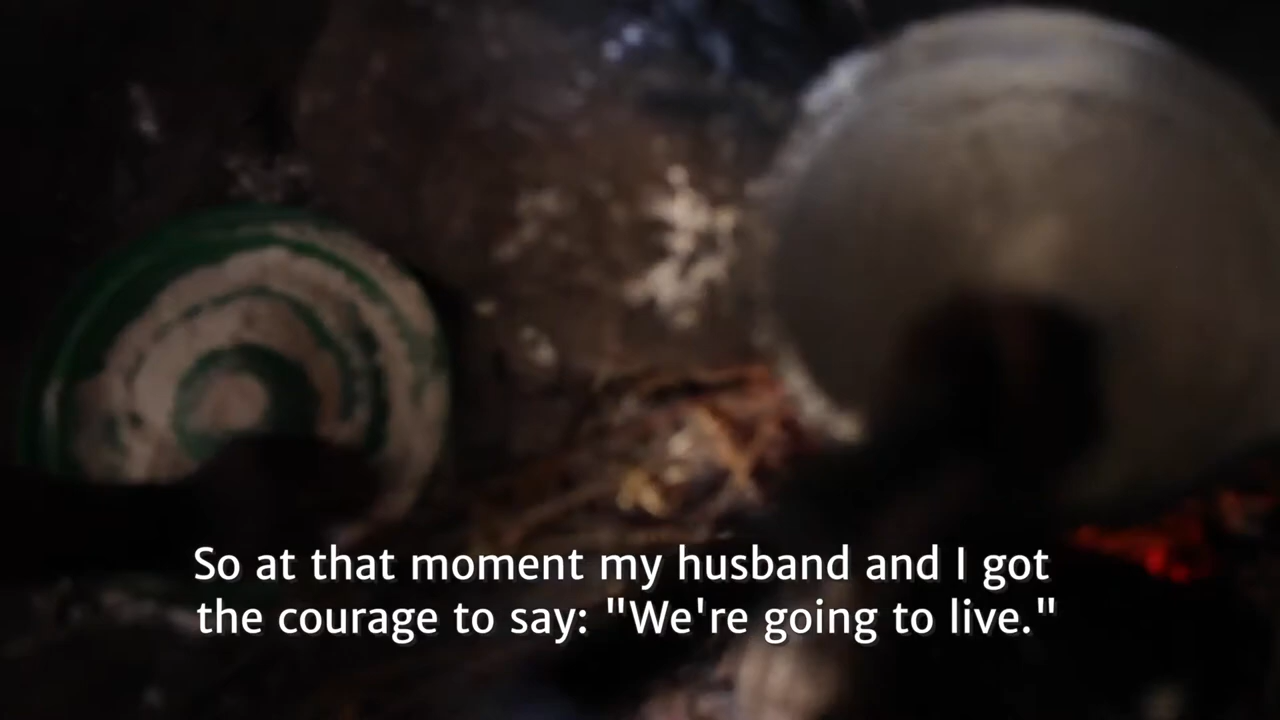 So at that moment my husband and I got
the courage to say: "We're going to live."